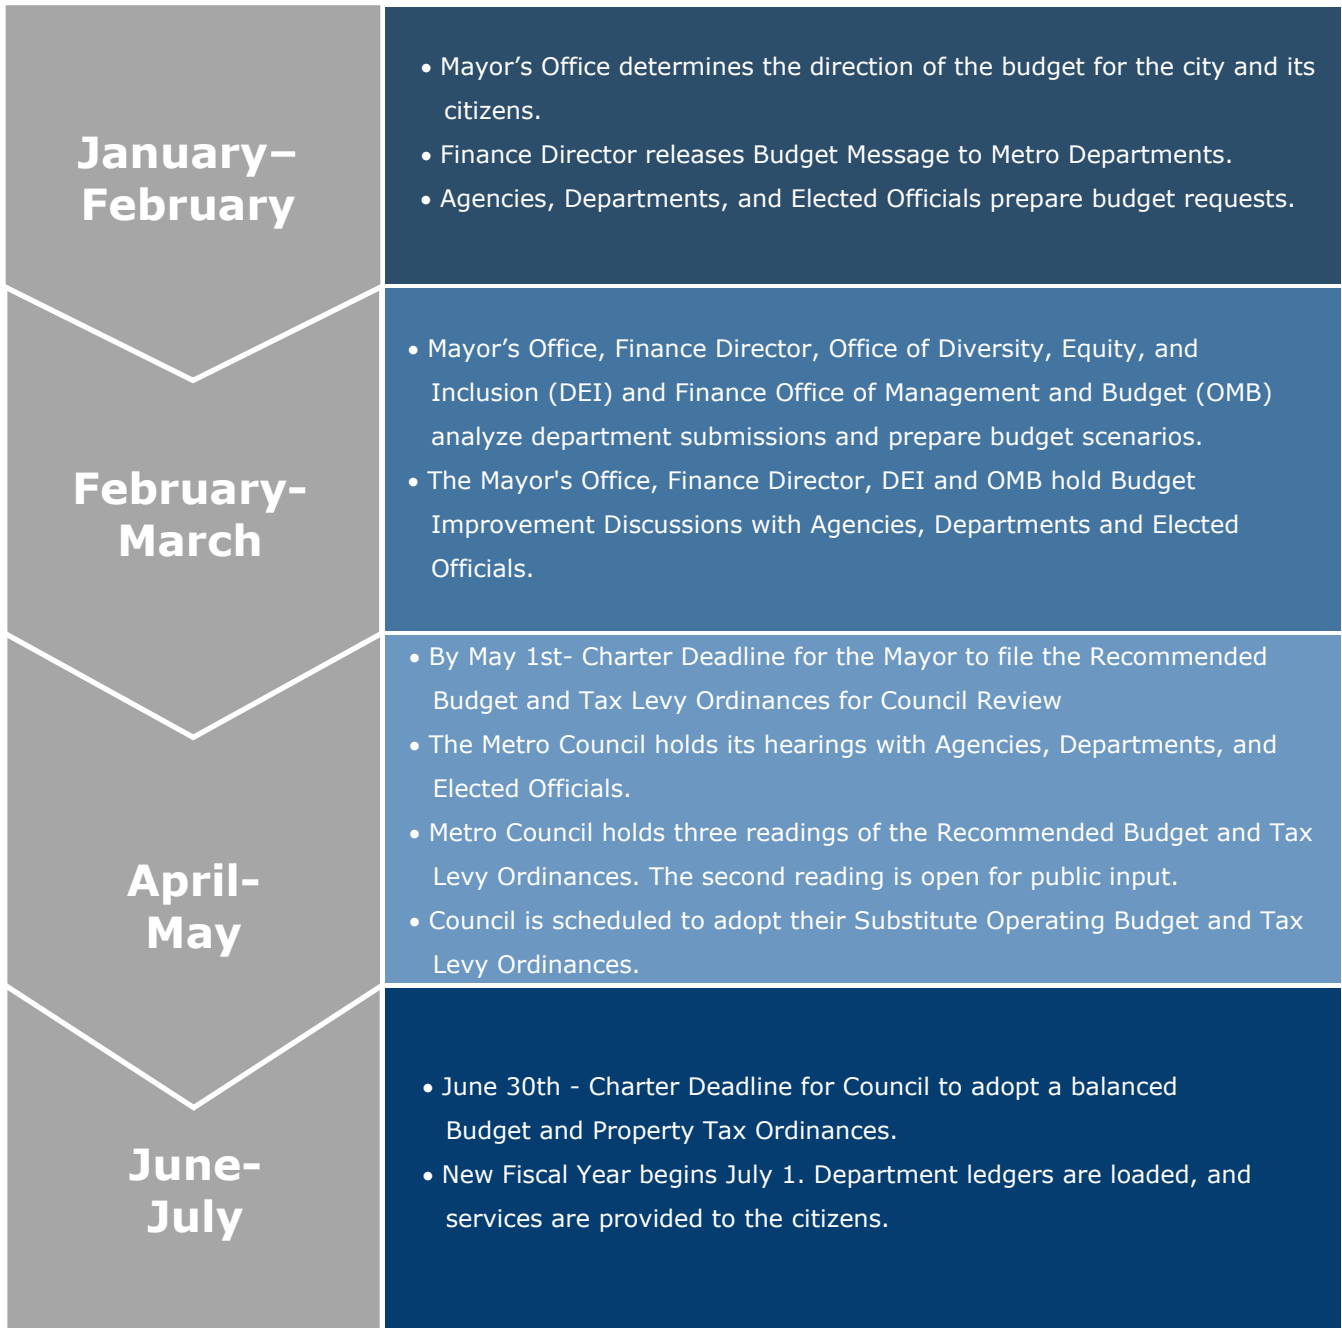 January–
February
• Mayor’s Office determines the direction of the budget for the city and its
citizens.
• Finance Director releases Budget Message to Metro Departments.
• Agencies, Departments, and Elected Officials prepare budget requests.
February-
March
• Mayor’s Office, Finance Director, Office of Diversity, Equity, and
Inclusion (DEI) and Finance Office of Management and Budget (OMB)
analyze department submissions and prepare budget scenarios.
• The Mayor's Office, Finance Director, DEI and OMB hold Budget
Improvement Discussions with Agencies, Departments and Elected
Officials.
April-
May
• By May 1st- Charter Deadline for the Mayor to file the Recommended
Budget and Tax Levy Ordinances for Council Review
• The Metro Council holds its hearings with Agencies, Departments, and
Elected Officials.
• Metro Council holds three readings of the Recommended Budget and Tax
Levy Ordinances. The second reading is open for public input.
• Council is scheduled to adopt their Substitute Operating Budget and Tax
Levy Ordinances.
June-
July
• June 30th - Charter Deadline for Council to adopt a balanced
Budget and Property Tax Ordinances.
• New Fiscal Year begins July 1. Department ledgers are loaded, and
services are provided to the citizens.